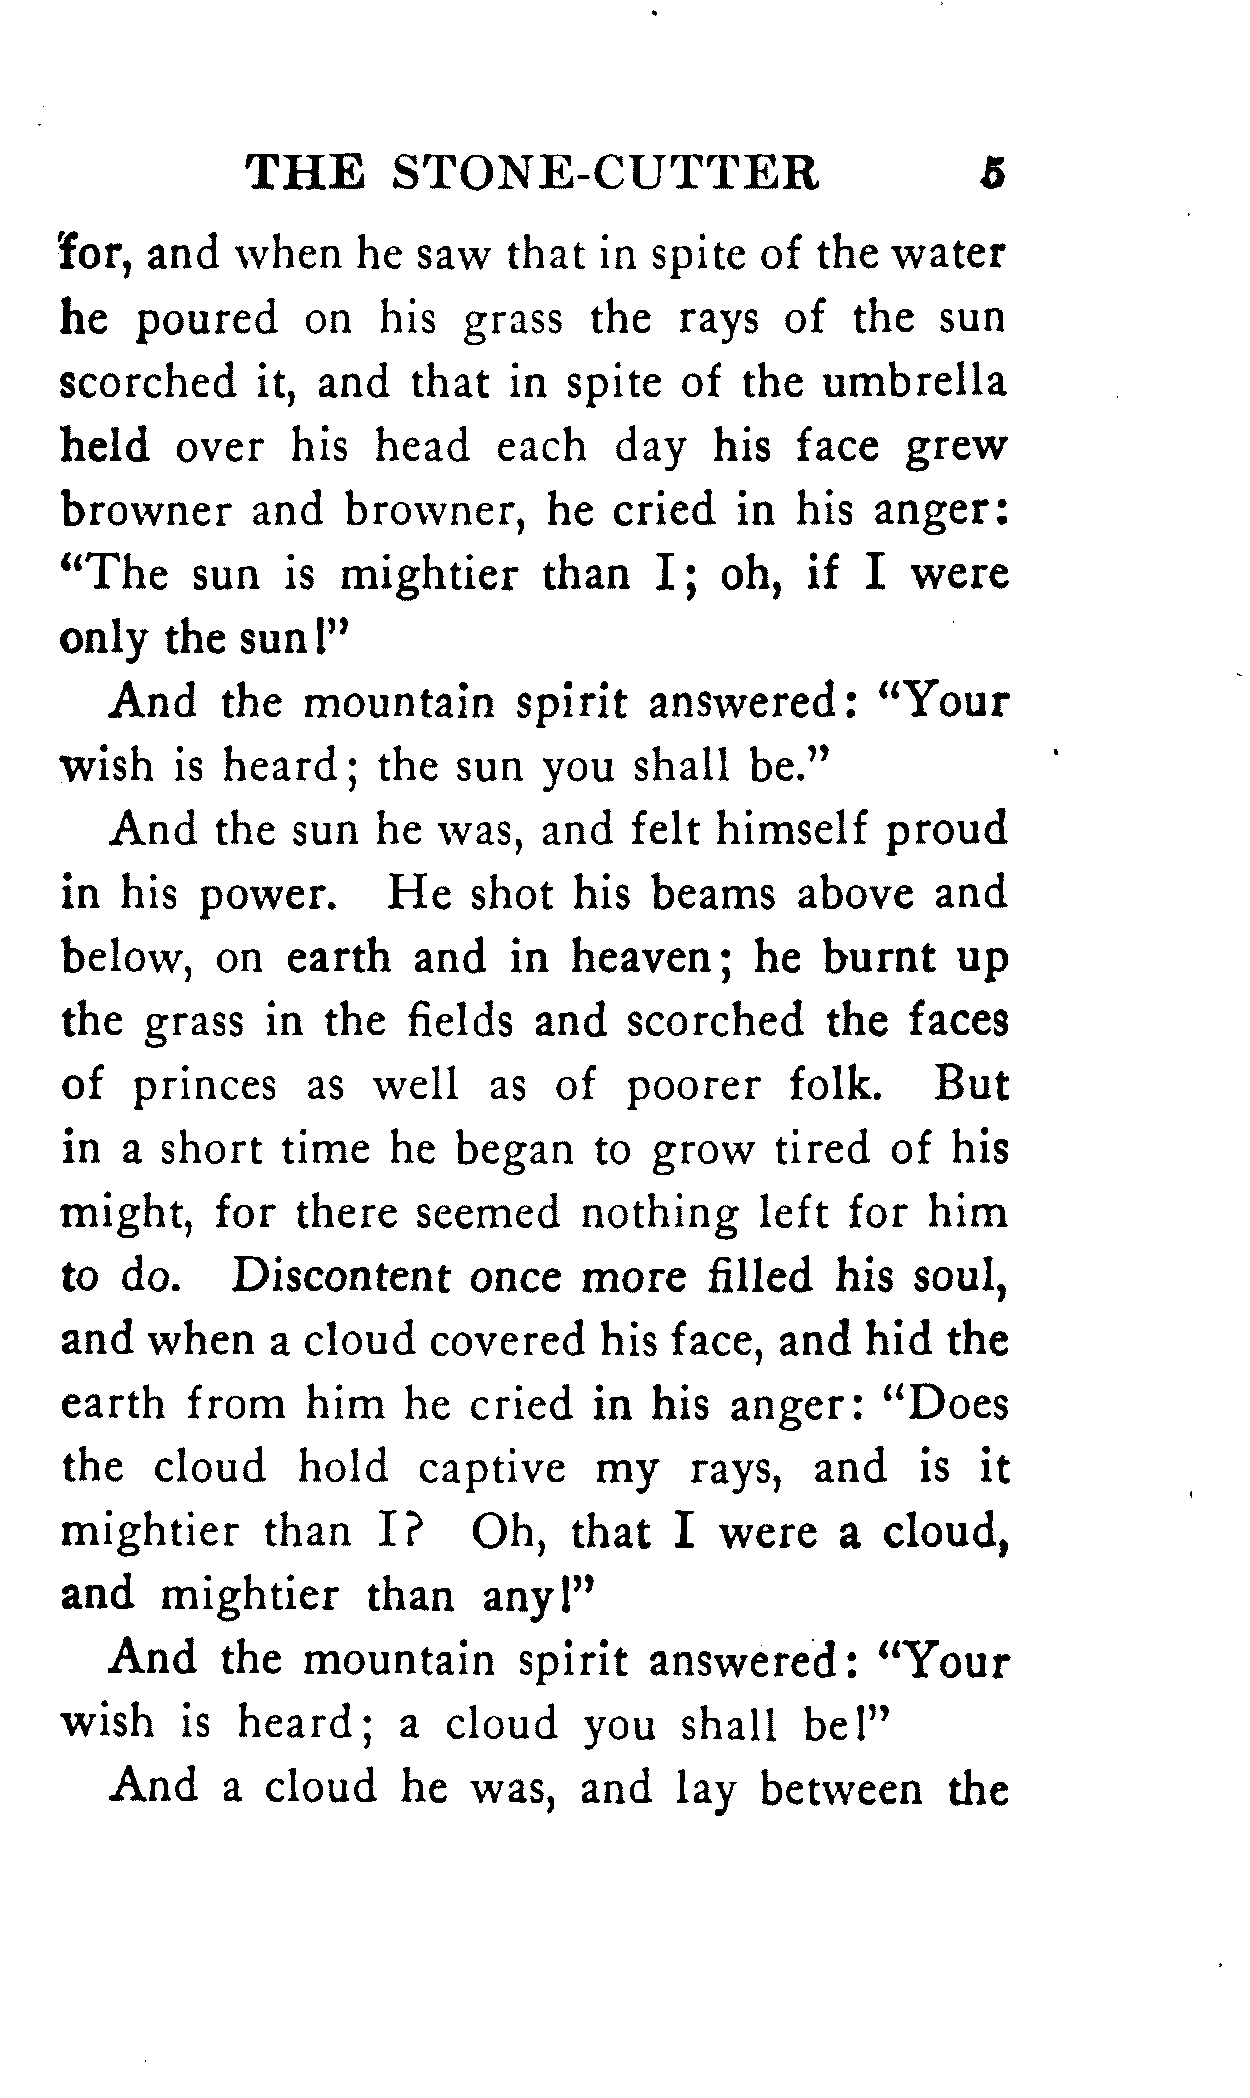 THE STONE-CUTTER 5
for, and when he saw that in spite of the water
he poured on his grass the rays of the sun
scorched it, and that in spite of the umbrella
held over his head each day his face grew
browner and browner, he cried in his anger:
“The sun is mightier than I; oh, if I were
only the sun!”
And the mountain spirit answered: “Your
wish is heard; the sun you shall be.”
And the sun he was, and felt himself proud
in his power. He shot his beams above and
below, on earth and in heaven; he burnt up
the grass in the fields and scorched the faces
of princes as well as of poorer folk. But
in a short time he began to grow tired of his
might, for there seemed nothing left for him
to do. Discontent once more filled his soul,
and when a cloud covered his face, and hid the
earth from him he cried in his anger: “Does
the cloud hold captive my rays, and is it
mightier than I? Oh, that I were a cloud,
and mightier than any!”
And the mountain spirit answered: “Your
wish is heard; a cloud you shall be!”
And a cloud he was, and lay between the